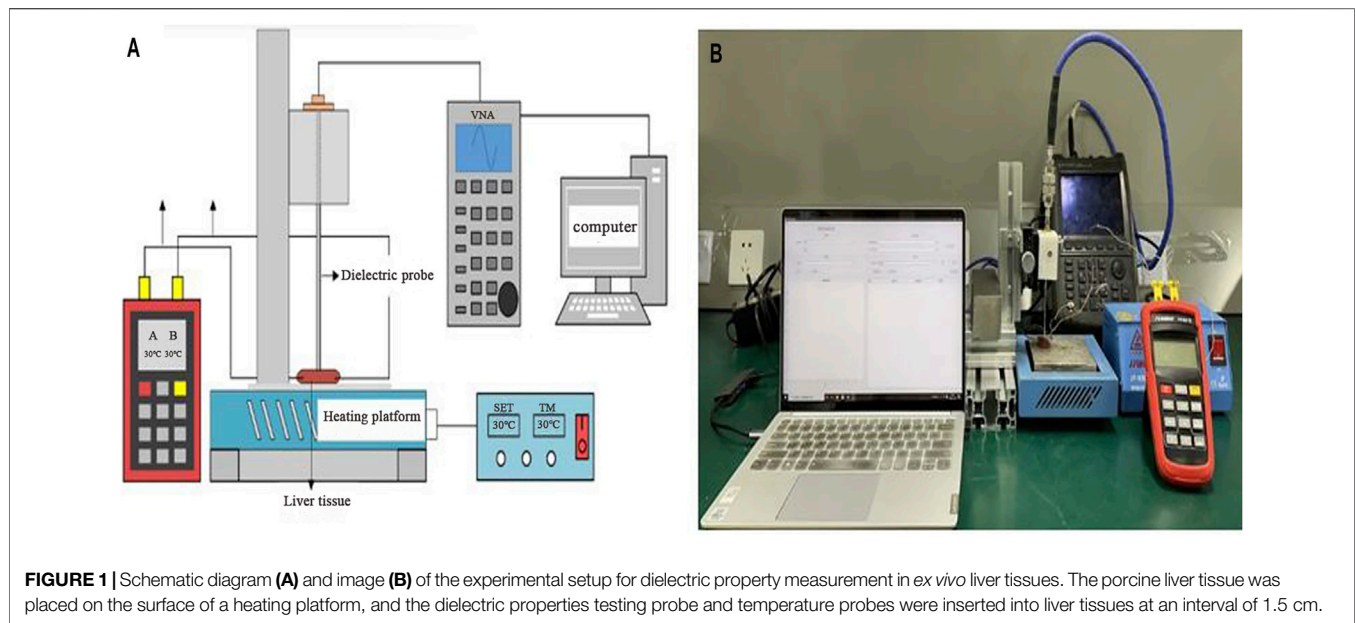 A
B
VNA
computer
Dielectric probe
A B
30℃ 30℃
Heating platform
SET TM
30℃ 30℃
Liver tissue
FIGURE 1 | Schematic diagram (A) and image (B) of the experimental setup for dielectric property measurement in ex vivo liver tissues. The porcine liver tissue was
placed on the surface of a heating platform, and the dielectric properties testing probe and temperature probes were inserted into liver tissues at an interval of 1.5 cm.